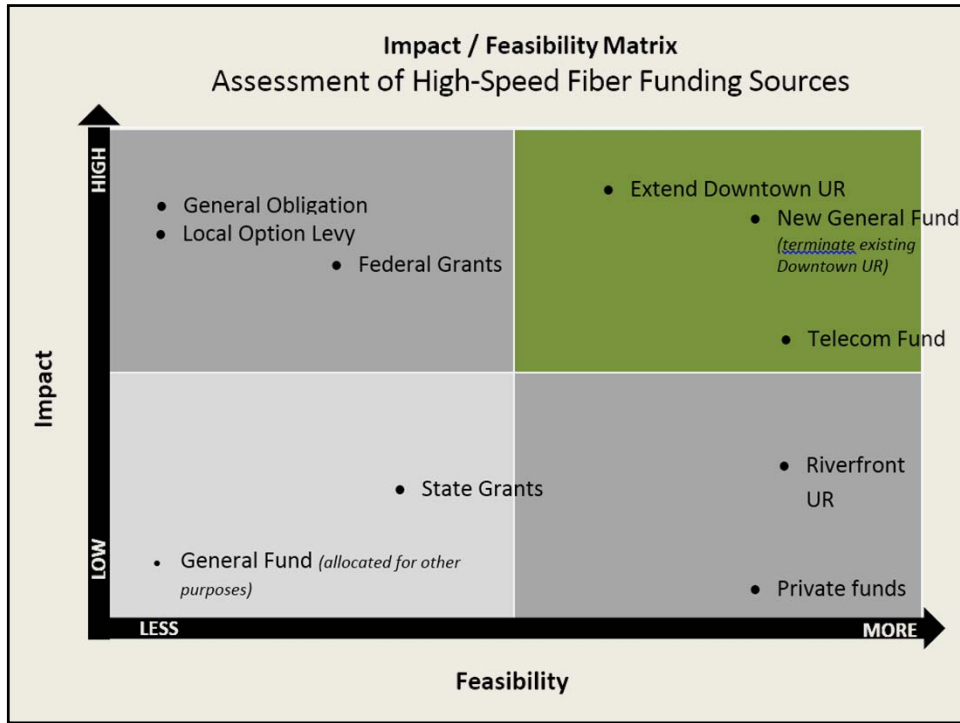 Impact / Feasibility Matrix
Assessment of High-Speed Fiber Funding Sources
HIGH
• General Obligation
• Local Option Levy
• Federal Grants
• Extend Downtown UR
• New General Fund
(terminate existing
Downtown UR)
• Telecom Fund
Impact
• State Grants
• General Fund (allocated for other
purposes)
• Riverfront
UR
• Private funds
LOW
LESS
MORE
Feasibility